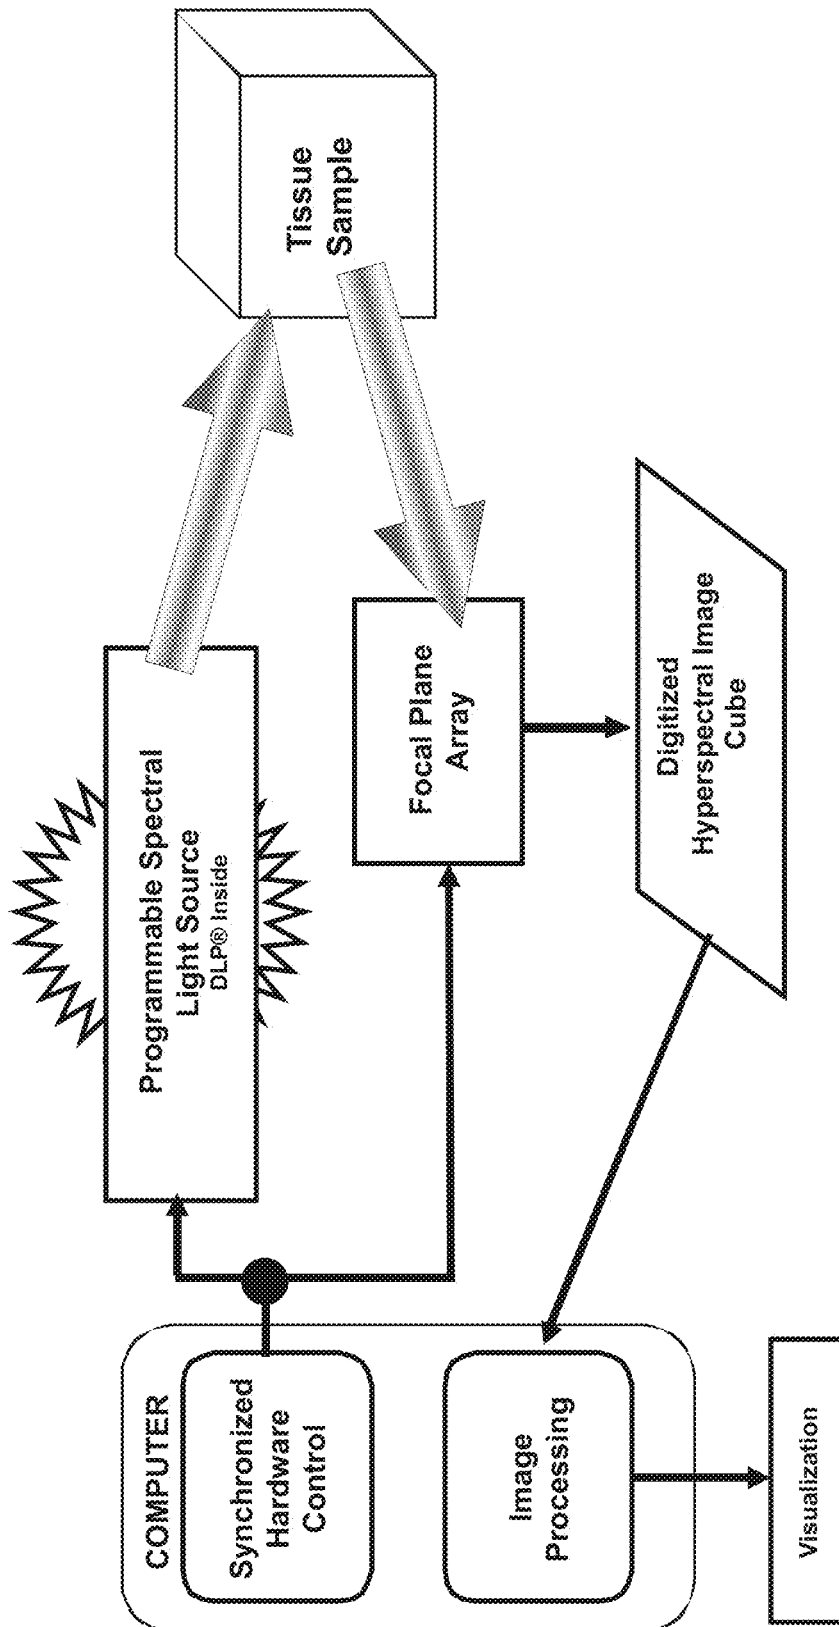 COMPUTER
Synchronized
Hardware
Control
Programmable Spectral
Light Source
DLP® Inside
Tissue
Sample
Focal Plane
Array
Digitized
Hyperspectral Image
Cube
Image
Processing
Visualization